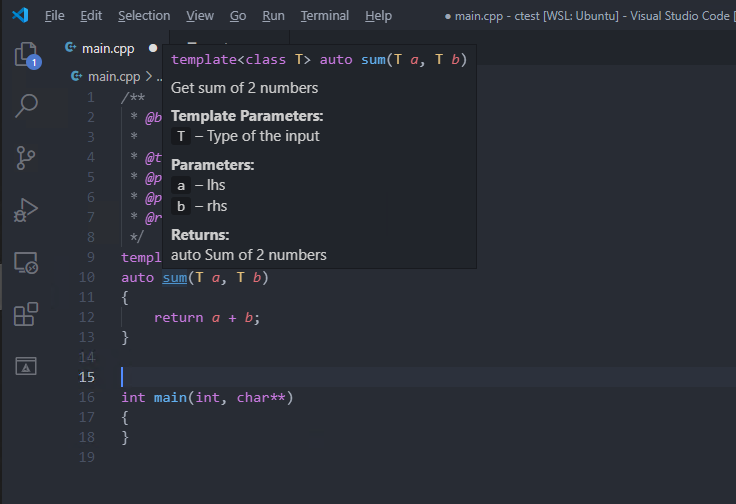 File Edit Selection View Go Run Terminal Help ● main.cpp - ctest [WSL: Ubuntu] - Visual Studio Code [
main.cpp ●
main.cpp > ..
template<class T> auto sum(T a, T b)
Get sum of 2 numbers
Template Parameters:
T – Type of the input
Parameters:
a – lhs
b – rhs
Returns:
auto Sum of 2 numbers
1
1 /**
2 * @b
3 *
4 * @t
5 * @p
6 * @p
7 * @r
8 */
9 templ
10 auto sum(T a, T b)
11 {
12 return a + b;
13 }
14
15
16 int main(int, char**)
17 {
18 }
19